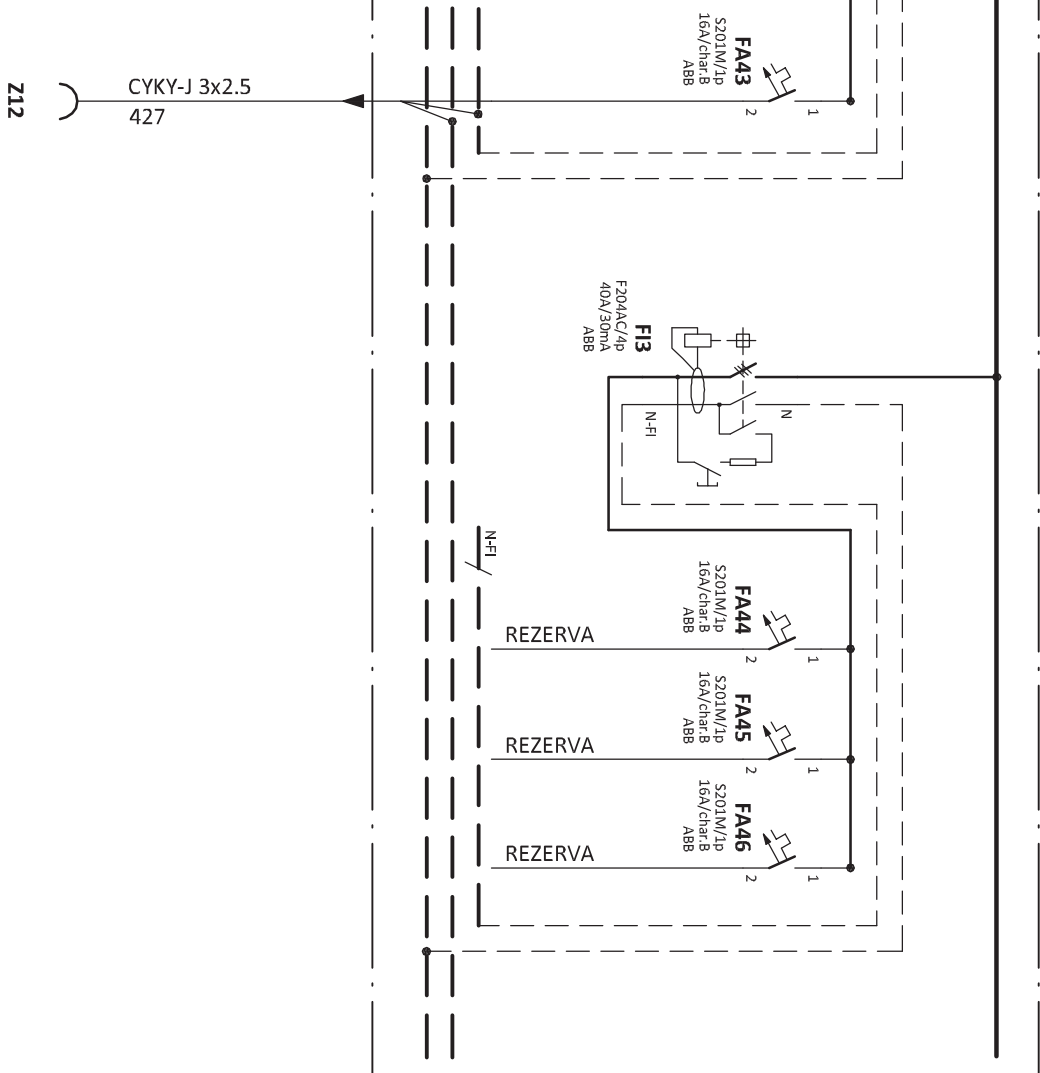 FA43
S201M/1p
16A/char.B
ABB
2
1
Z12
CYKY-J 3x2.5
427
FI3
F204AC/4p
40A/30mA
ABB
N
N-FI
N-FI
FA44
S201M/1p
16A/char.B
ABB
REZERVA
2
1
FA45
S201M/1p
16A/char.B
ABB
REZERVA
2
1
FA46
S201M/1p
16A/char.B
ABB
REZERVA
2
1